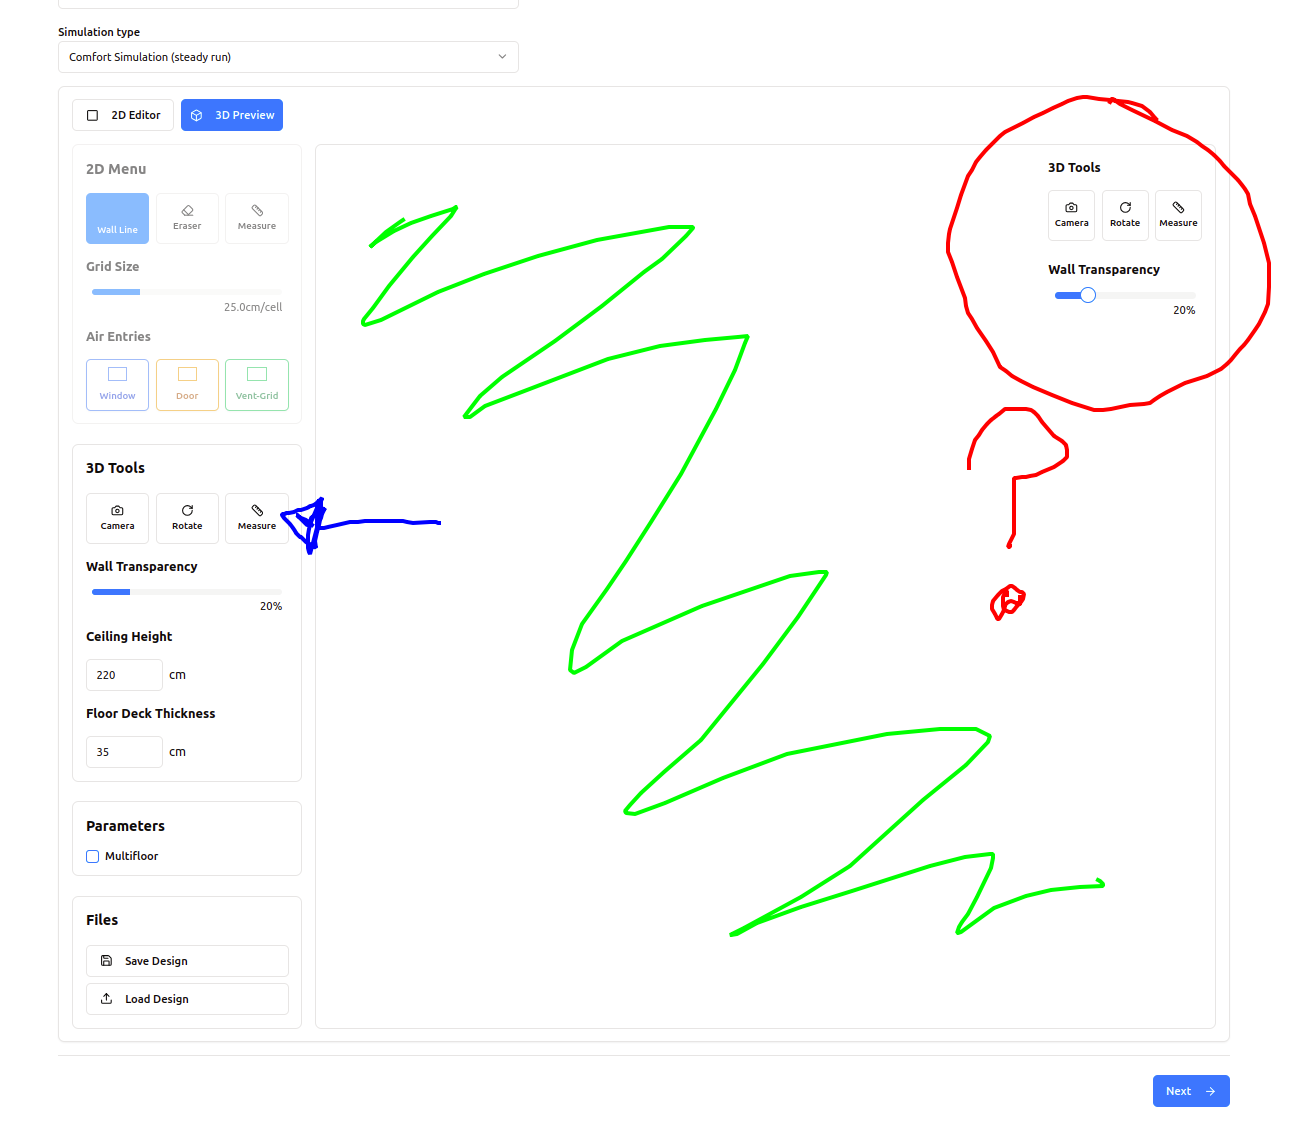 Simulation type
Comfort Simulation (steady run)
2D Editor
3D Preview
2D Menu
Wall Line
Eraser
Measure
Grid Size
25.0cm/cell
Air Entries
Window
Door
Vent-Grid
3D Tools
Camera
Rotate
Measure
Wall Transparency
20%
Ceiling Height
220 cm
Floor Deck Thickness
35 cm
Parameters
Multifloor
Files
Save Design
Load Design
3D Tools
Camera
Rotate
Measure
Wall Transparency
20%
?
Next